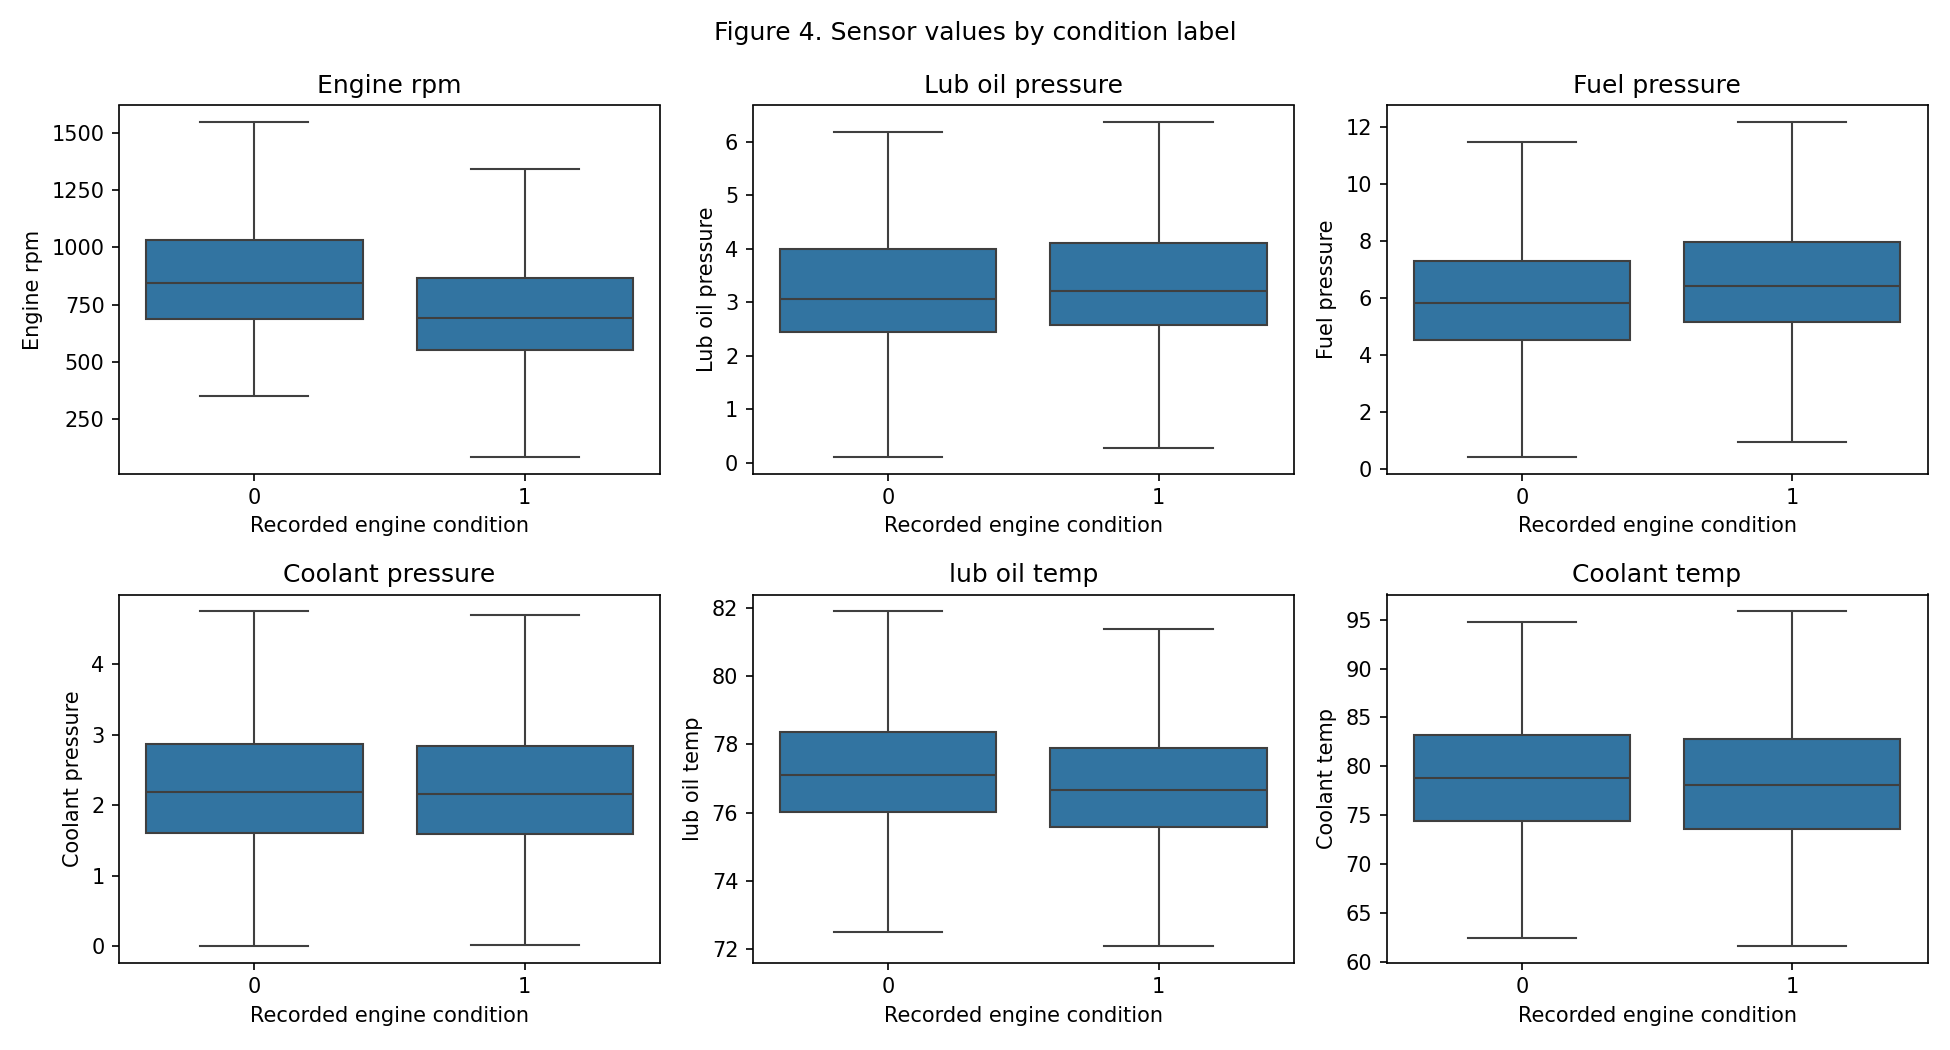 Figure 4. Sensor values by condition label
Engine rpm
Lub oil pressure
Fuel pressure
Engine rpm
1500
1250
1000
750
500
250
0
1
Recorded engine condition
Lub oil pressure
6
5
4
3
2
1
0
0
1
Recorded engine condition
Fuel pressure
12
10
8
6
4
2
0
0
1
Recorded engine condition
Coolant pressure
lub oil temp
Coolant temp
Coolant pressure
4
3
2
1
0
0
1
Recorded engine condition
lub oil temp
82
80
78
76
74
72
0
1
Recorded engine condition
Coolant temp
95
90
85
80
75
70
65
60
0
1
Recorded engine condition